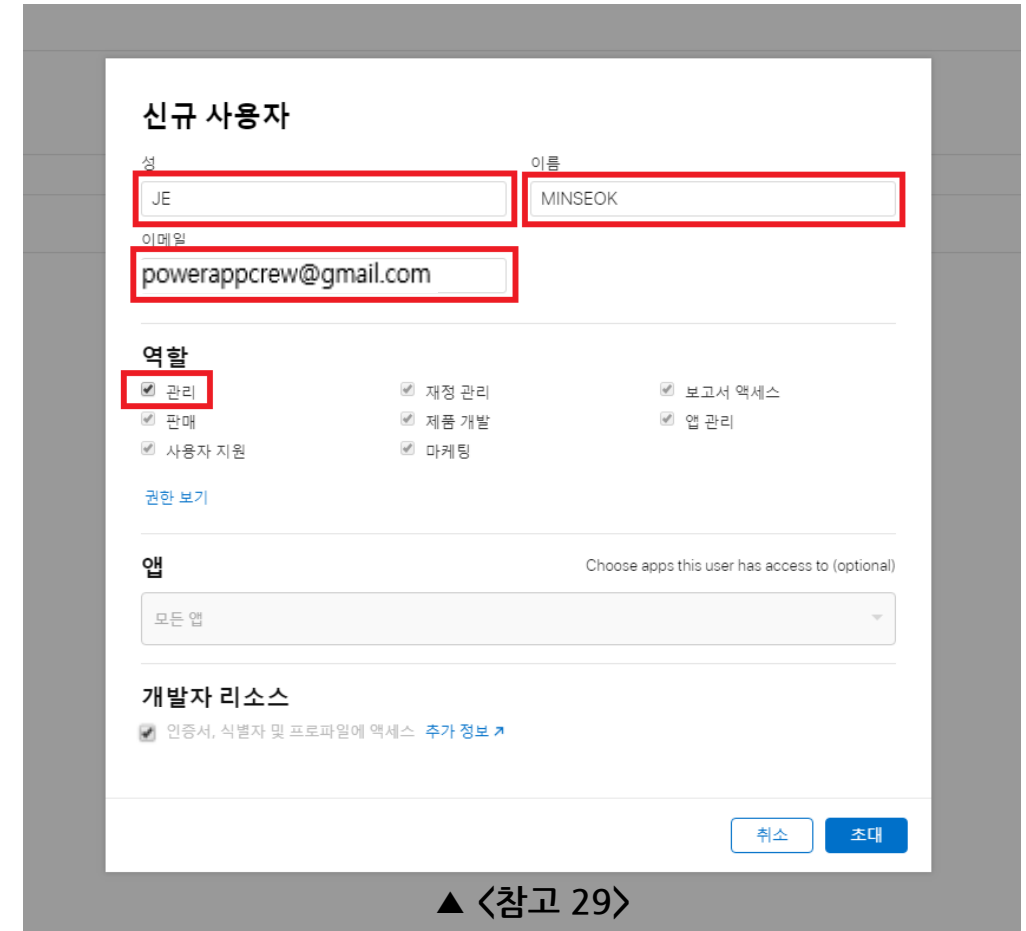 신규 사용자
성 이름
JE MINSEOK
이메일
powerappcrew@gmail.com
역할
관리 재정 관리 보고서 액세스
판매 제품 개발 앱 관리
사용자 지원 마케팅
권한 보기
앱 Choose apps this user has access to (optional)
모든 앱
개발자 리소스
인증서, 식별자 및 프로파일에 액세스 추가 정보 ↗
취소 초대
▲ <참고 29>